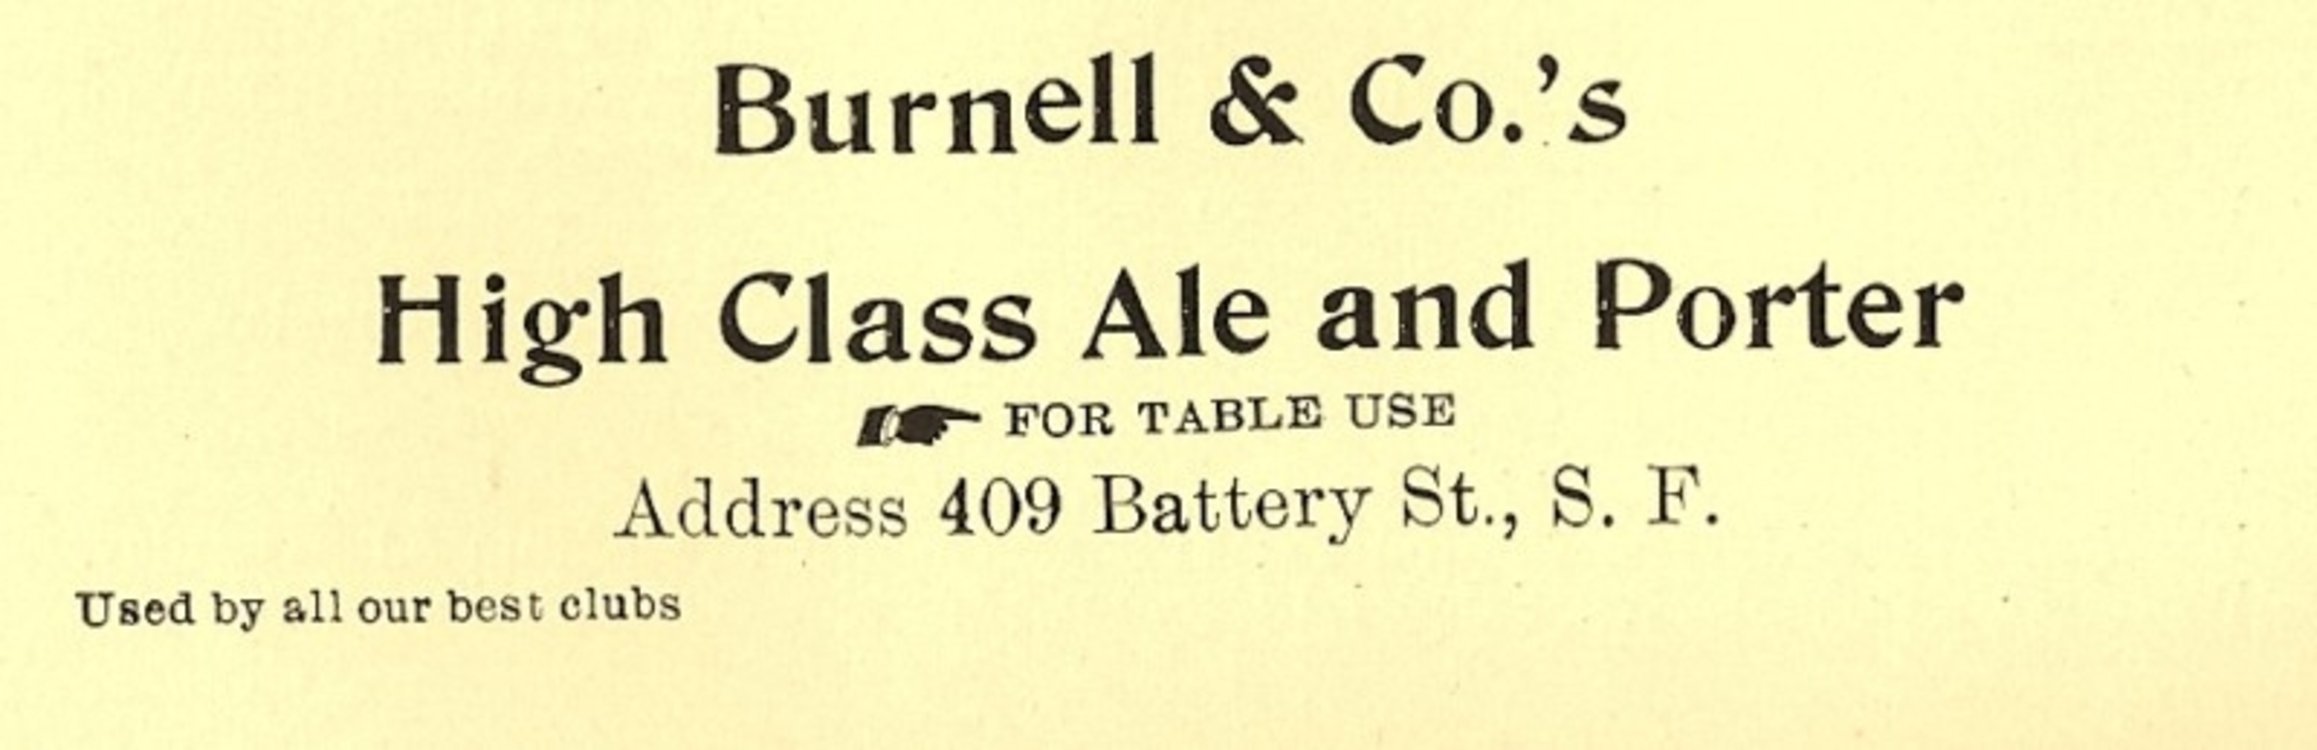 Burnell & Co.'s
High Class Ale and Porter
☛ FOR TABLE USE
Address 409 Battery St., S. F.
Used by all our best clubs